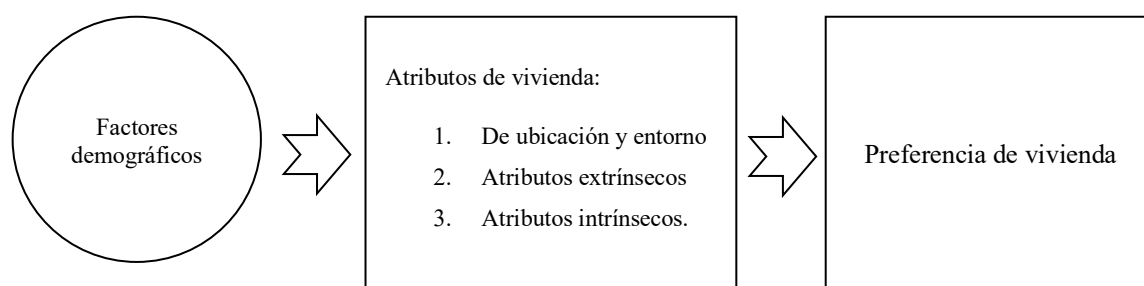 Factores
demográficos
Atributos de vivienda:
1. De ubicación y entorno
2. Atributos extrínsecos
3. Atributos intrínsecos.
Preferencia de vivienda